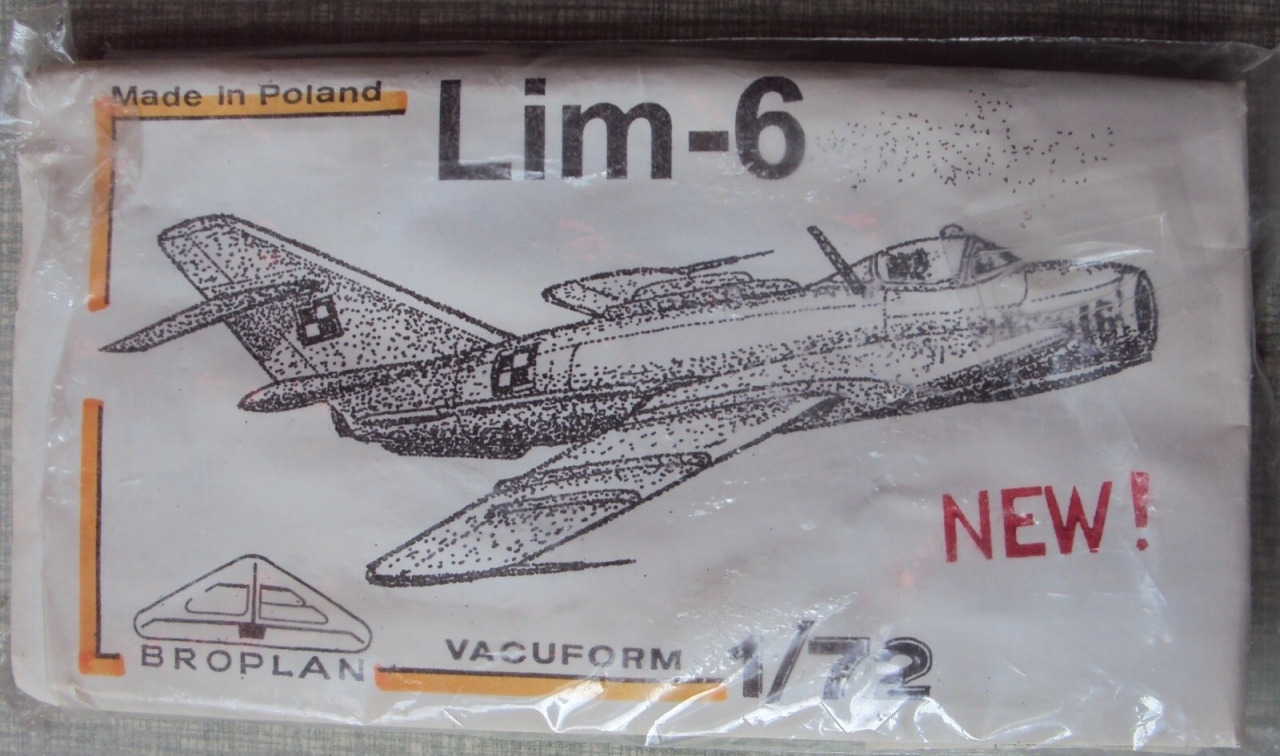 Made in Poland
Lim-6
NEW!
BROPLAN
VACUFORM 1/72